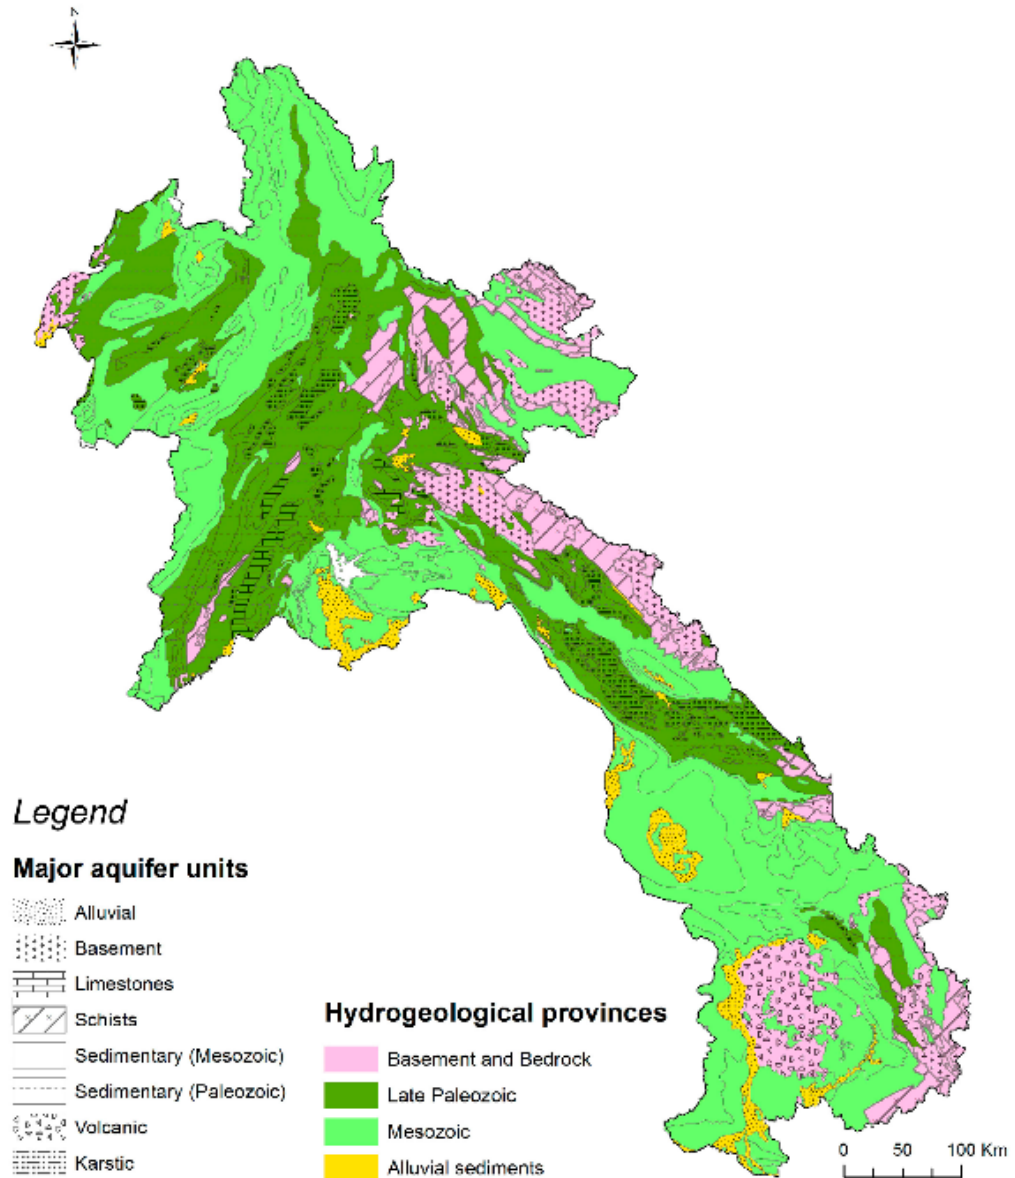 N
Legend
Major aquifer units
Alluvial
Basement
Limestones
Schists
Sedimentary (Mesozoic)
Sedimentary (Paleozoic)
Volcanic
Karstic
Hydrogeological provinces
Basement and Bedrock
Late Paleozoic
Mesozoic
Alluvial sediments
0 50 100 Km